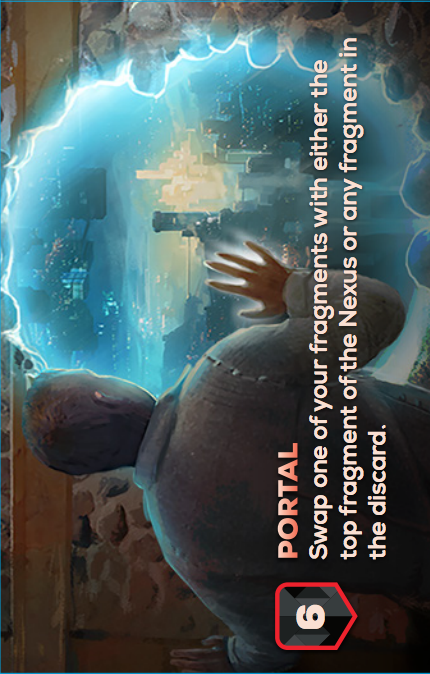 PORTAL
6
Swap one of your fragments with either the
top fragment of the Nexus or any fragment in
the discard.